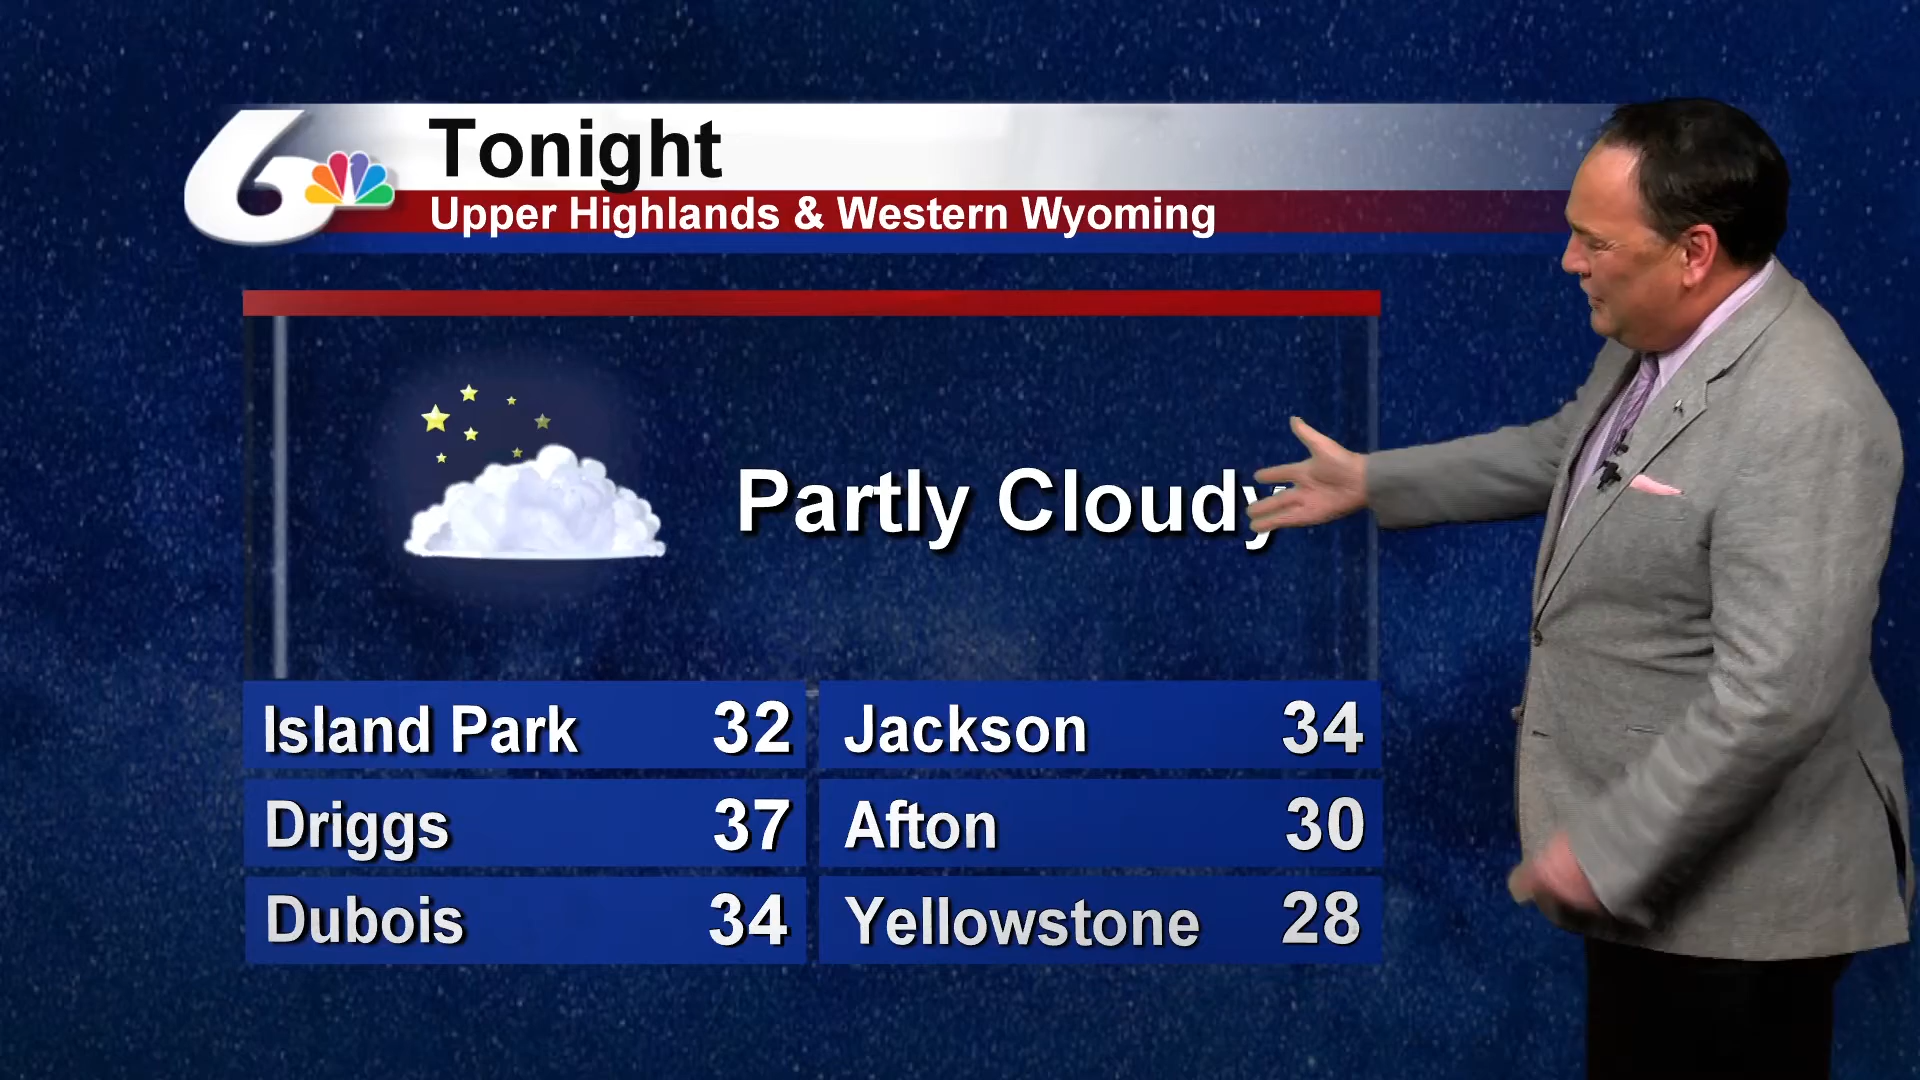 6
Tonight
Upper Highlands & Western Wyoming
Partly Cloudy
Island Park 32 Jackson 34
Driggs 37 Afton 30
Dubois 34 Yellowstone 28